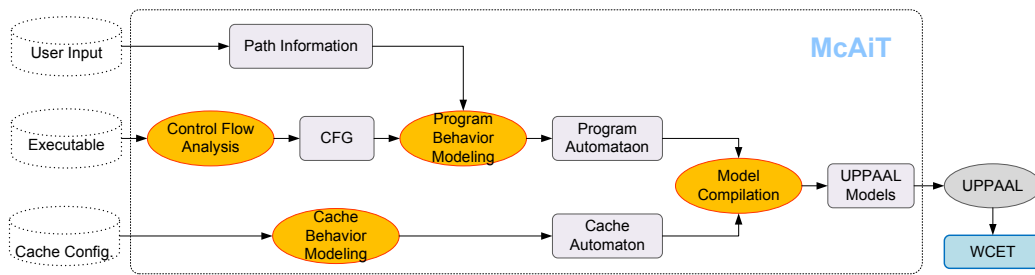 McAiT
User Input
Path Information
Executable
Control Flow
Analysis
CFG
Program
Behavior
Modeling
Program
Automataon
Model
Compilation
UPPAAL
Models
UPPAAL
Cache Config.
Cache
Behavior
Modeling
Cache
Automaton
WCET